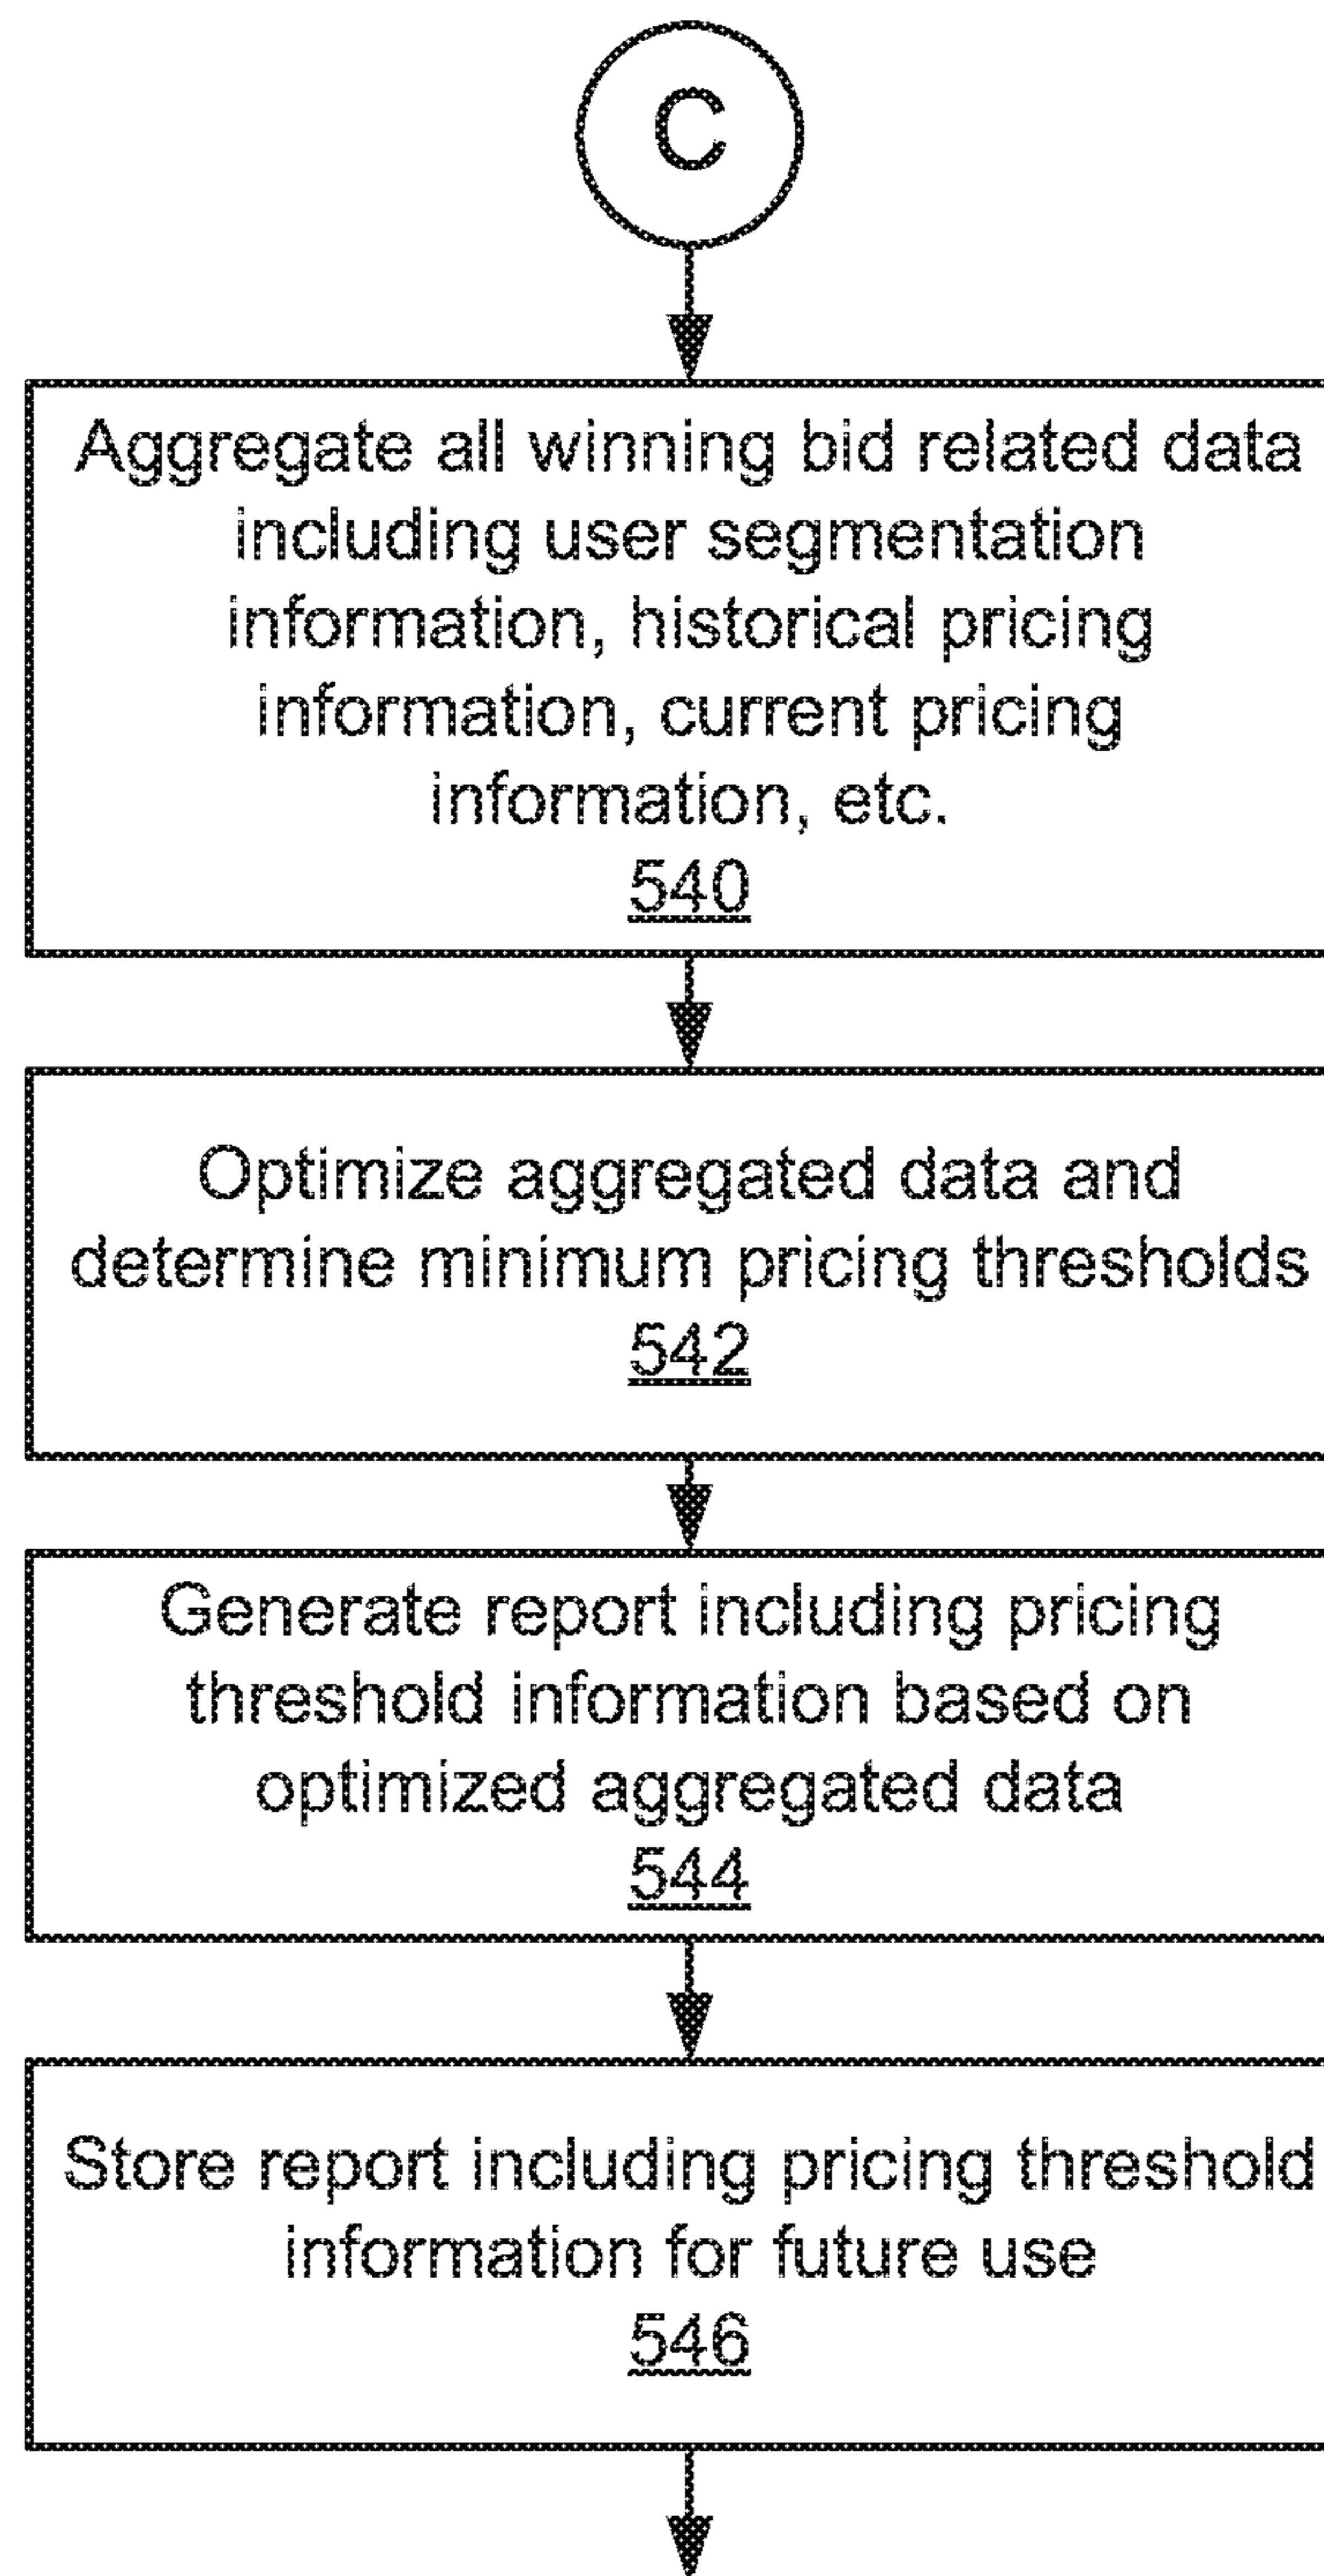 C
Aggregate all winning bid related data
including user segmentation
information, historical pricing
information, current pricing
information, etc.
540
Optimize aggregated data and
determine minimum pricing thresholds
542
Generate report including pricing
threshold information based on
optimized aggregated data
544
Store report including pricing threshold
information for future use
546